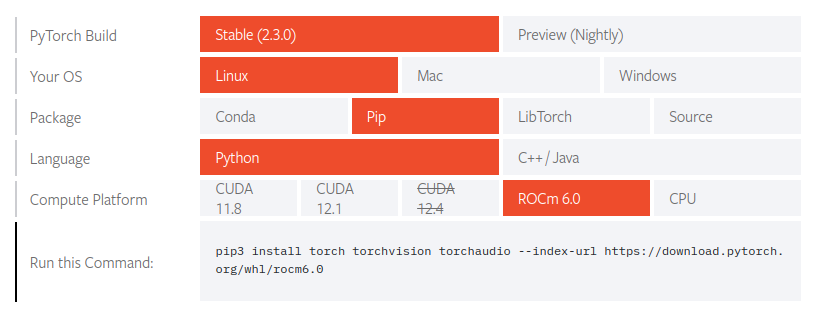 PyTorch Build
Stable (2.3.0)
Preview (Nightly)
Your OS
Linux
Mac
Windows
Package
Conda
Pip
LibTorch
Source
Language
Python
C++ / Java
Compute Platform
CUDA
11.8
CUDA
12.1
CUDA
12.4
ROCm 6.0
CPU
Run this Command:
pip3 install torch torchvision torchaudio --index-url https://download.pytorch.
org/whl/rocm6.0